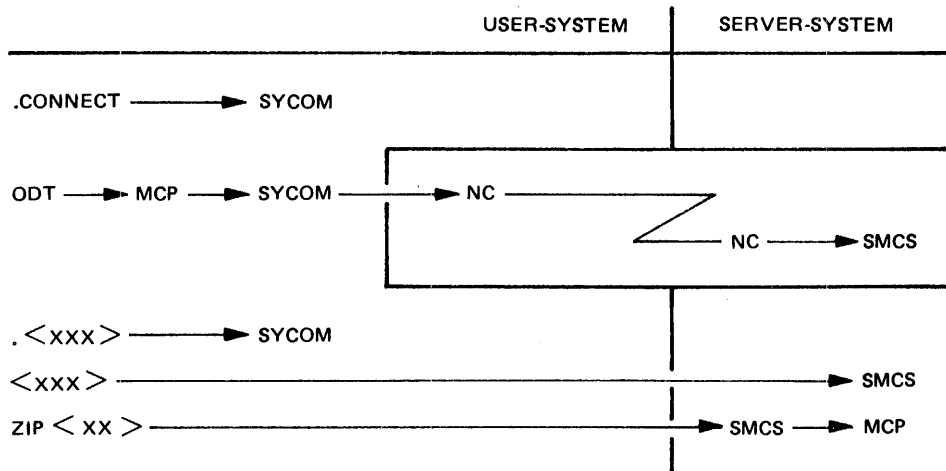 USER-SYSTEM SERVER-SYSTEM
.CONNECT SYCOM
ODT MCP SYCOM NC
NC SMCS
. <XXX> SYCOM
<XXX> SMCS
ZIP < XX > SMCS MCP